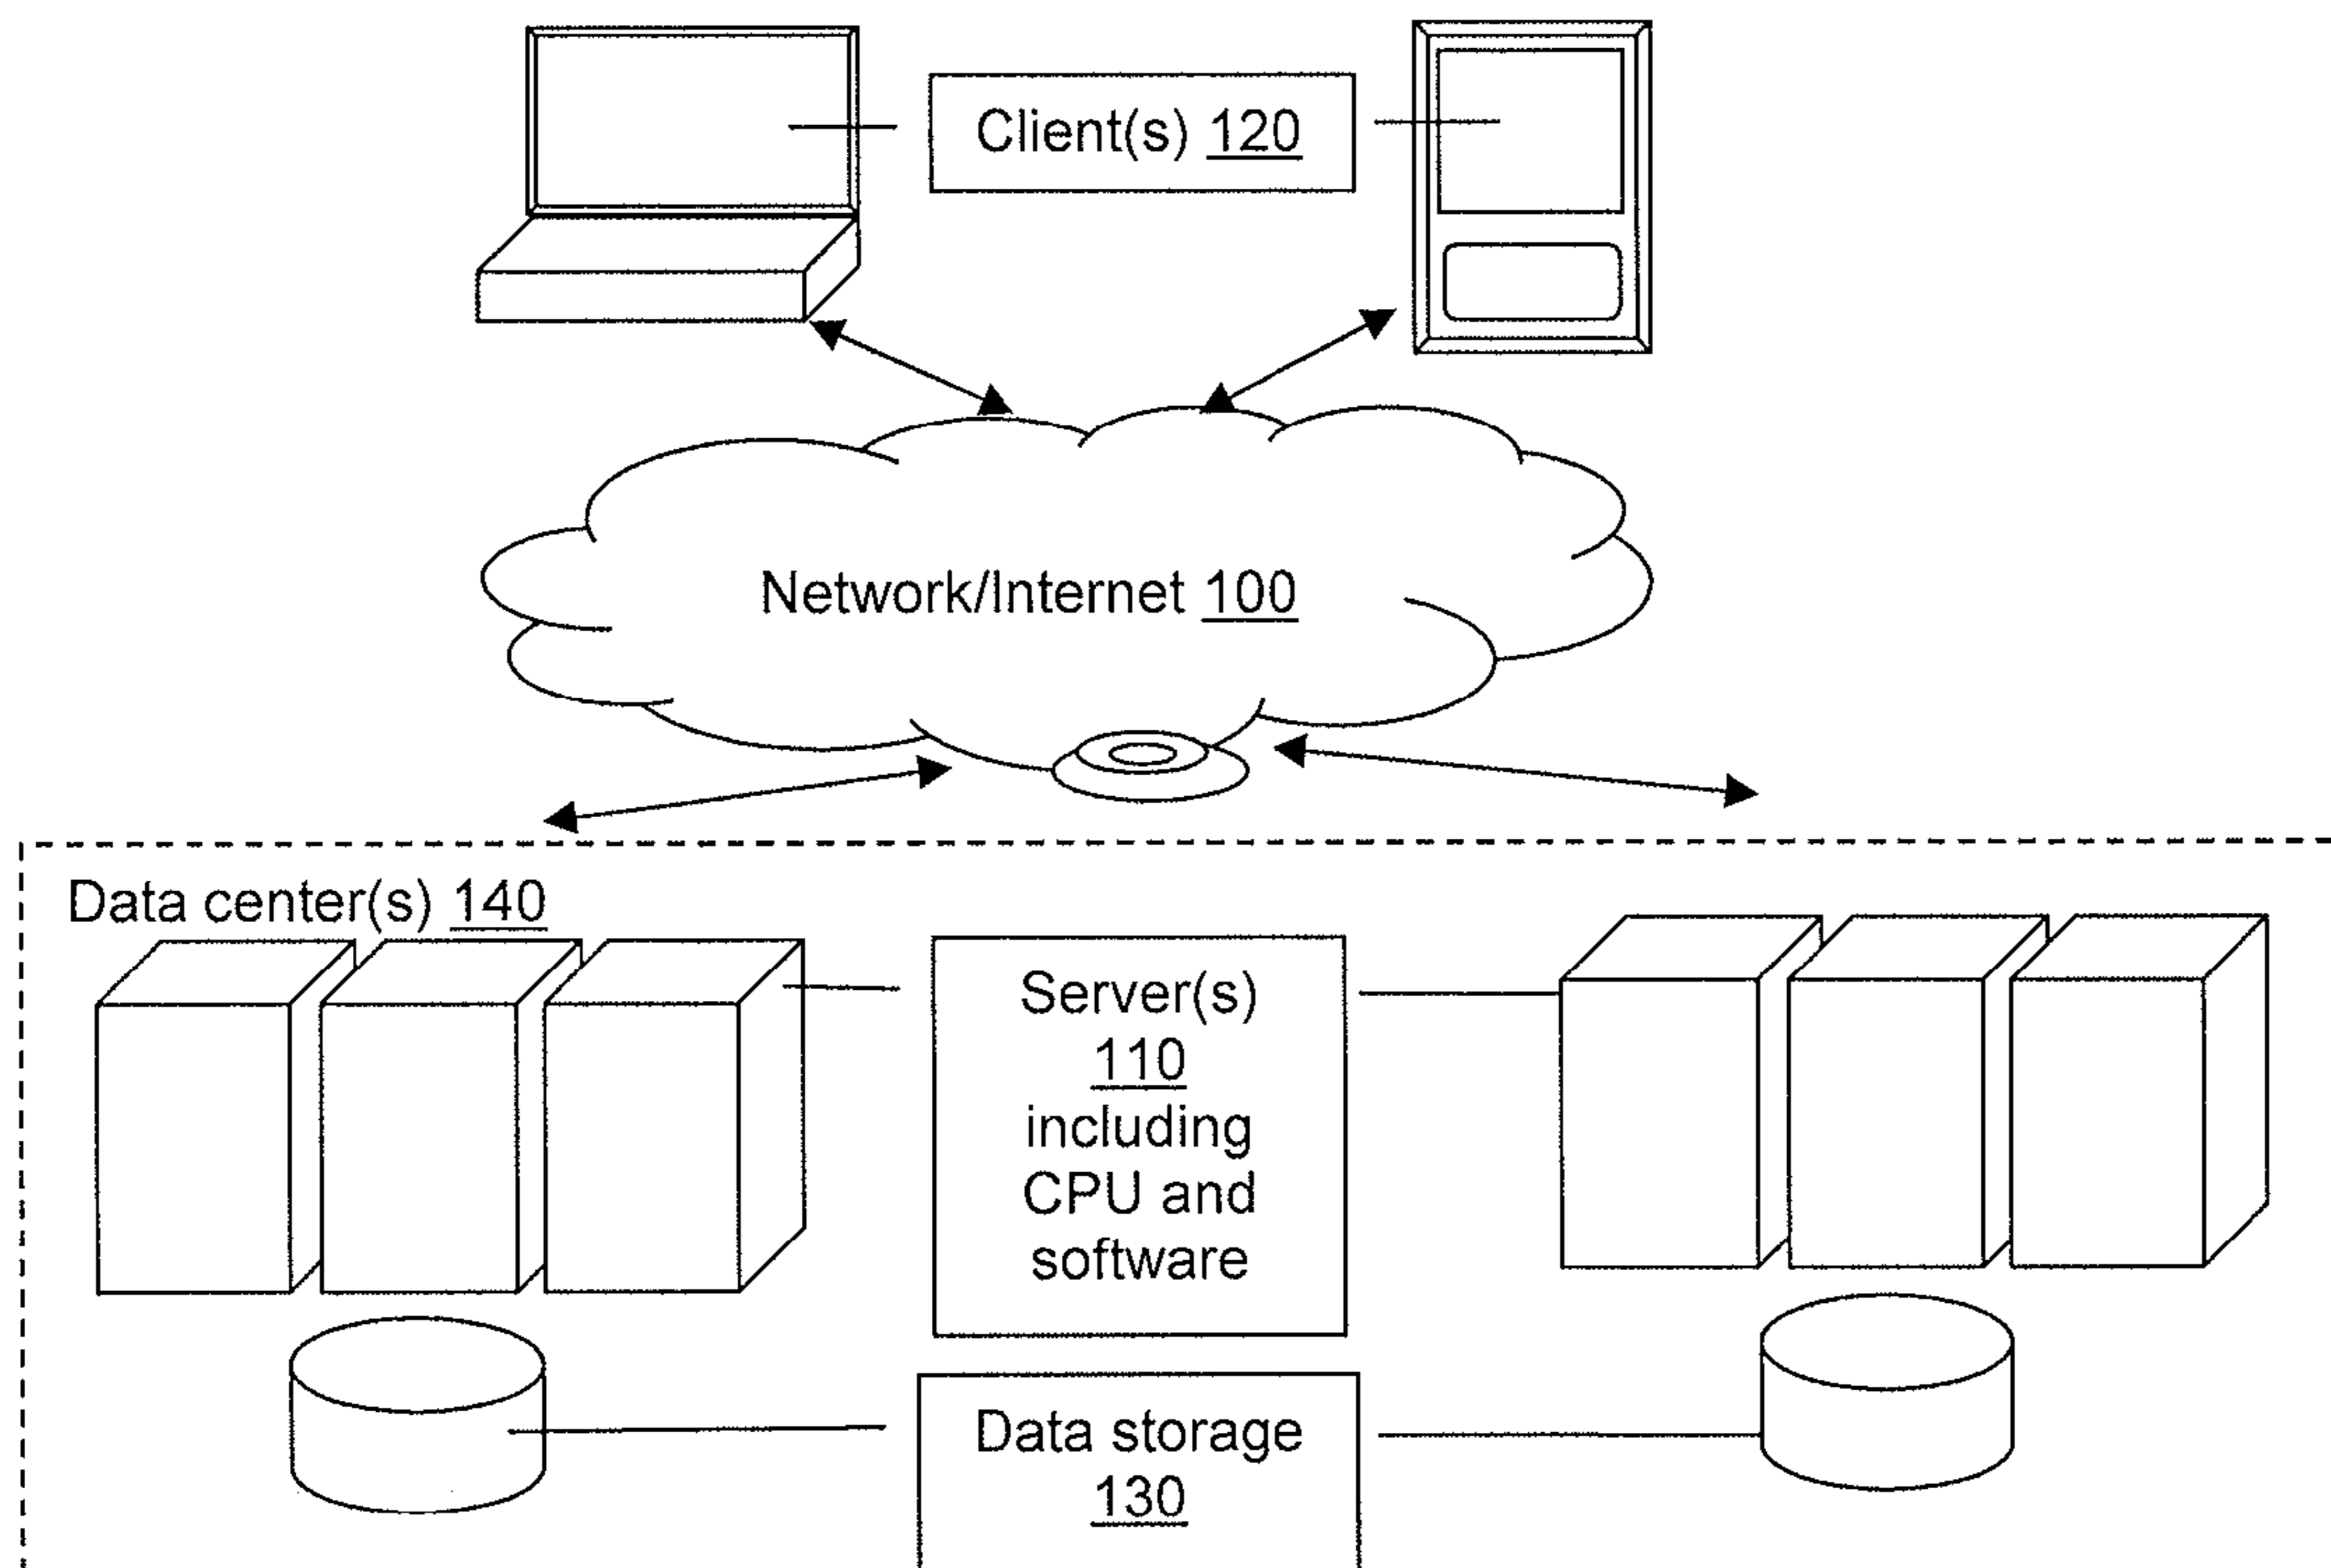 Client(s) 120
Network/Internet 100
Data center(s) 140
Server(s)
110
including
CPU and
software
Data storage
130